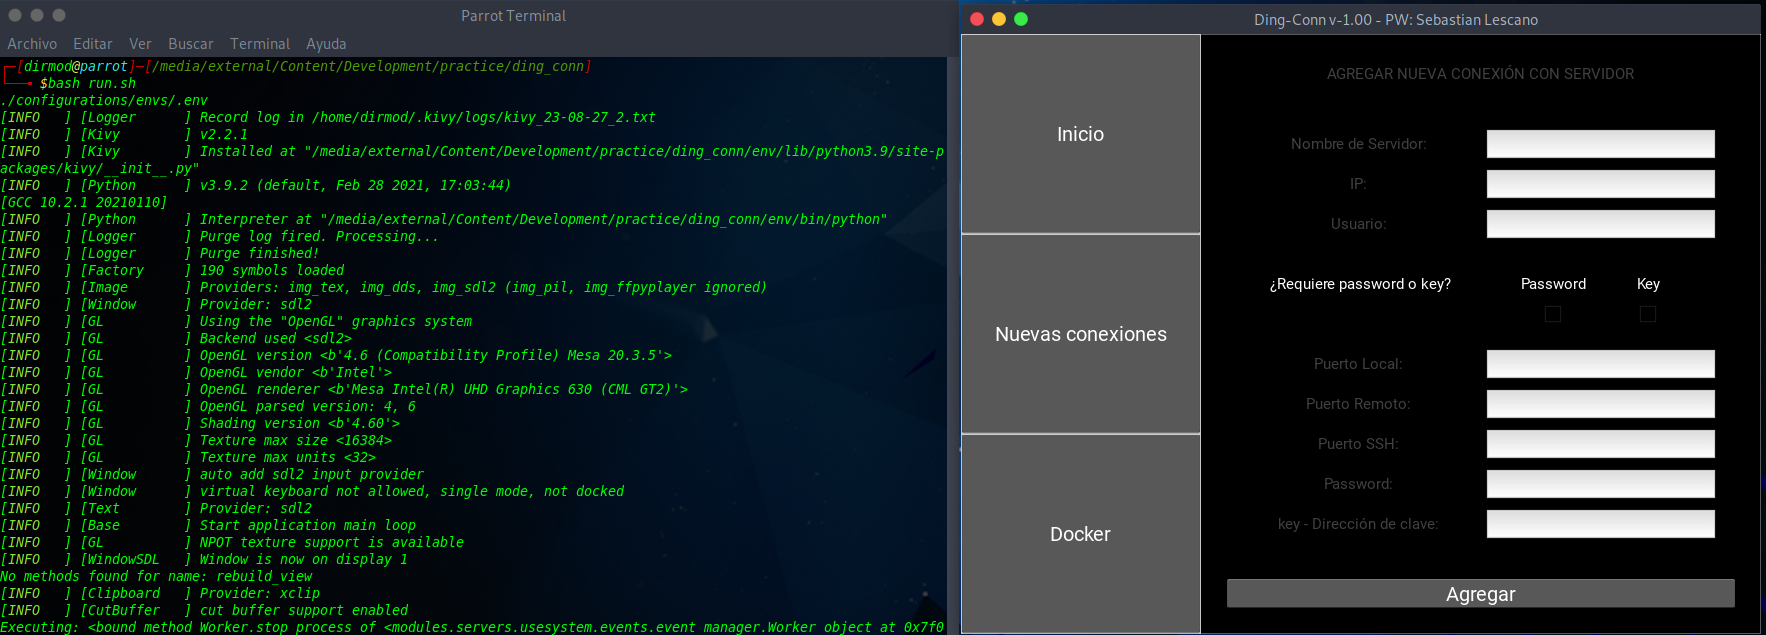 Parrot Terminal
Archivo Editar Ver Buscar Terminal Ayuda
┌─[dirmod@parrot]─[/media/external/Content/Development/practice/ding_conn]
└──╼ $bash run.sh
./configurations/envs/.env
[INFO   ] [Logger      ] Record log in /home/dirmod/.kivy/logs/kivy_23-08-27_2.txt
[INFO   ] [Kivy        ] v2.2.1
[INFO   ] [Kivy        ] Installed at "/media/external/Content/Development/practice/ding_conn/env/lib/python3.9/site-p
ackages/kivy/__init__.py"
[INFO   ] [Python      ] v3.9.2 (default, Feb 28 2021, 17:03:44)
[GCC 10.2.1 20210110]
[INFO   ] [Python      ] Interpreter at "/media/external/Content/Development/practice/ding_conn/env/bin/python"
[INFO   ] [Logger      ] Purge log fired. Processing...
[INFO   ] [Logger      ] Purge finished!
[INFO   ] [Factory     ] 190 symbols loaded
[INFO   ] [Image       ] Providers: img_tex, img_dds, img_sdl2 (img_pil, img_ffpyplayer ignored)
[INFO   ] [Window      ] Provider: sdl2
[INFO   ] [GL          ] Using the "OpenGL" graphics system
[INFO   ] [GL          ] Backend used <sdl2>
[INFO   ] [GL          ] OpenGL version <b'4.6 (Compatibility Profile) Mesa 20.3.5'>
[INFO   ] [GL          ] OpenGL vendor <b'Intel'>
[INFO   ] [GL          ] OpenGL renderer <b'Mesa Intel(R) UHD Graphics 630 (CML GT2)'>
[INFO   ] [GL          ] OpenGL parsed version: 4, 6
[INFO   ] [GL          ] Shading version <b'4.60'>
[INFO   ] [GL          ] Texture max size <16384>
[INFO   ] [GL          ] Texture max units <32>
[INFO   ] [Window      ] auto add sdl2 input provider
[INFO   ] [Window      ] virtual keyboard not allowed, single mode, not docked
[INFO   ] [Text        ] Provider: sdl2
[INFO   ] [Base        ] Start application main loop
[INFO   ] [GL          ] NPOT texture support is available
[INFO   ] [WindowSDL   ] Window is now on display 1
No methods found for name: rebuild_view
[INFO   ] [Clipboard   ] Provider: xclip
[INFO   ] [CutBuffer   ] cut buffer support enabled
Executing: <bound method Worker.stop_process of <modules.servers.usesystem.events.event_manager.Worker object at 0x7f0
Ding-Conn v-1.00 - PW: Sebastian Lescano
Inicio
Nuevas conexiones
Docker
AGREGAR NUEVA CONEXIÓN CON SERVIDOR
Nombre de Servidor:
IP:
Usuario:
¿Requiere password o key? Password Key
Puerto Local:
Puerto Remoto:
Puerto SSH:
Password:
key - Dirección de clave:
Agregar